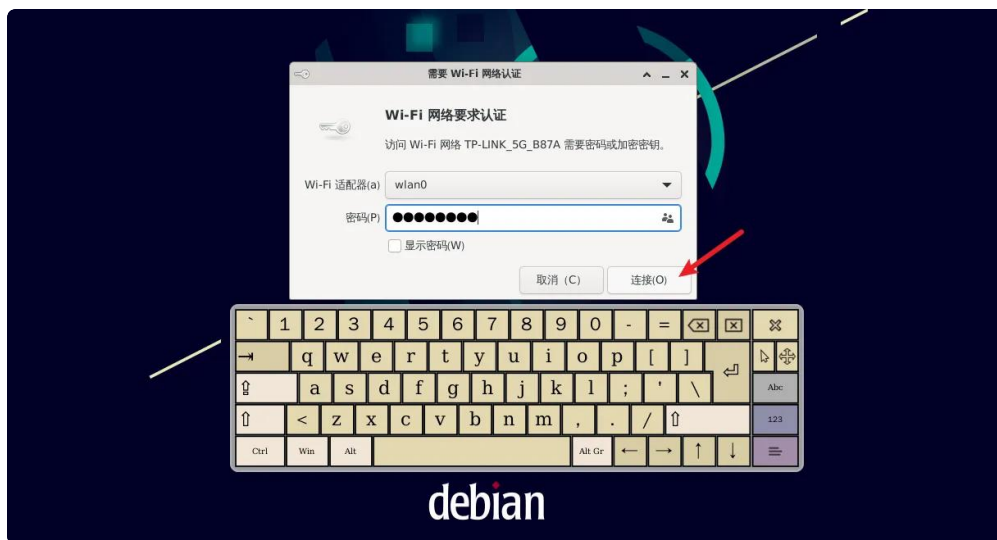 需要 Wi-Fi 网络认证
Wi-Fi 网络要求认证
访问 Wi-Fi 网络 TP-LINK_5G_B87A 需要密码或加密密钥。
Wi-Fi 适配器(a) wlan0
密码(P) ●●●●●●●●
显示密码(W)
取消 (C) 连接(O)
` 1 2 3 4 5 6 7 8 9 0 - =
q w e r t y u i o p [ ]
a s d f g h j k l ; ' \ Abc
< z x c v b n m , . / 123
Ctrl Win Alt Alt Gr ← → ↑ ↓
debian